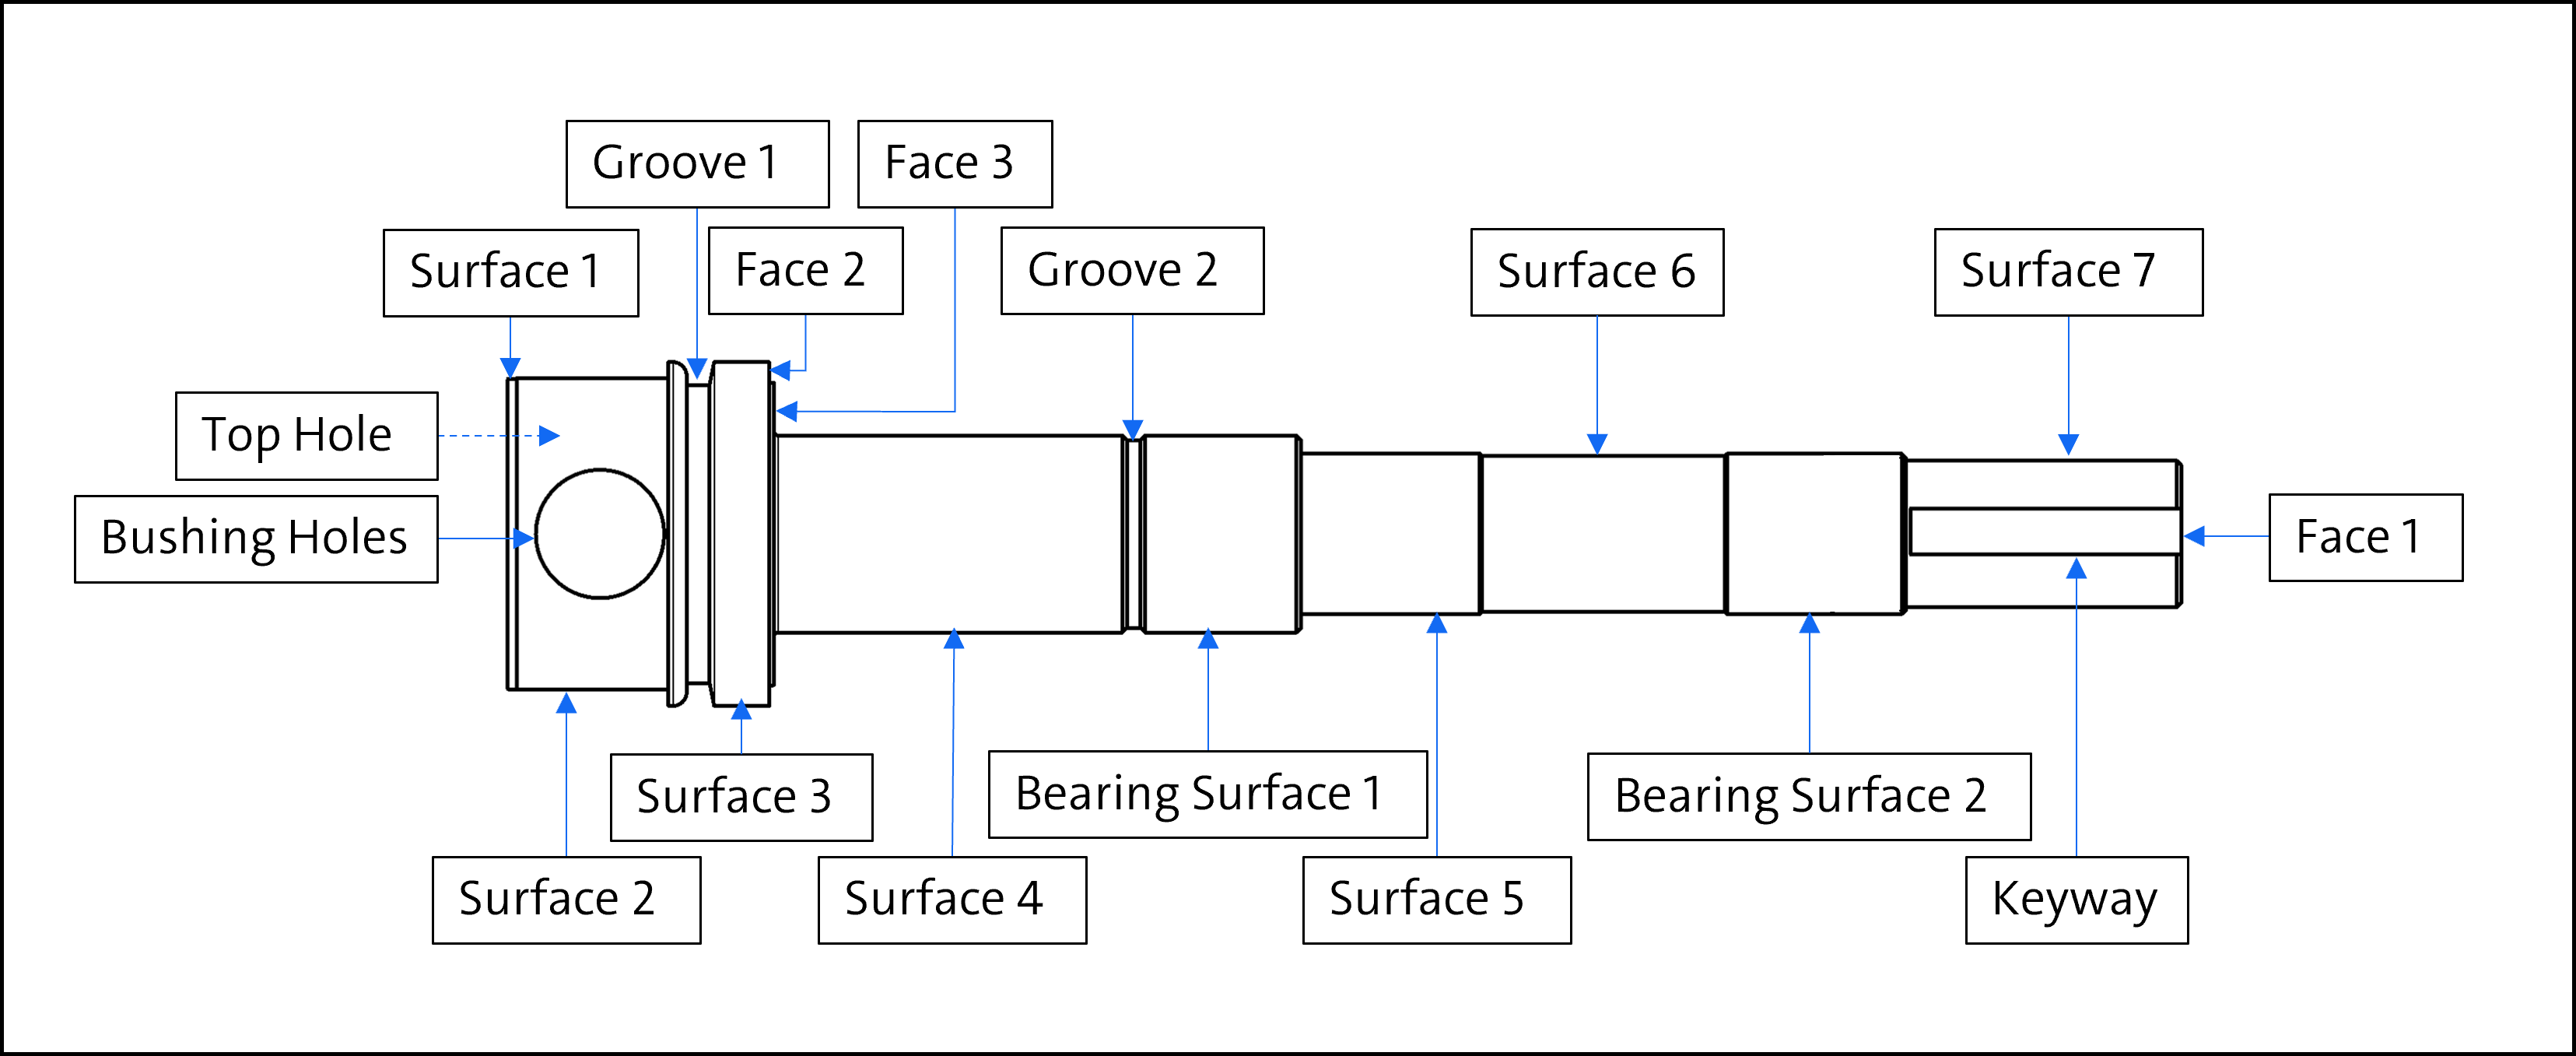 Groove 1
Face 3
Surface 1
Face 2
Groove 2
Surface 6
Surface 7
Top Hole
Bushing Holes
Face 1
Surface 3
Bearing Surface 1
Bearing Surface 2
Surface 2
Surface 4
Surface 5
Keyway